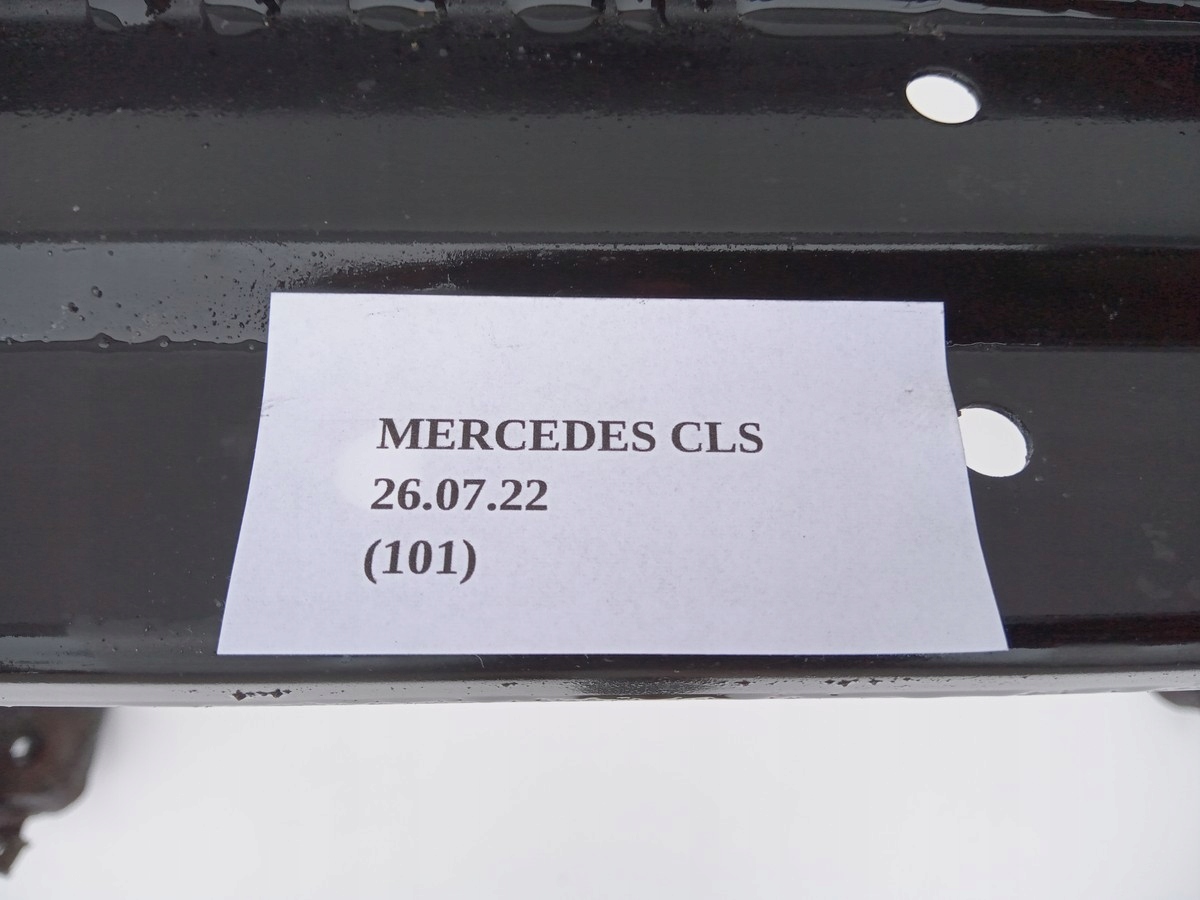 MERCEDES CLS
26.07.22
(101)